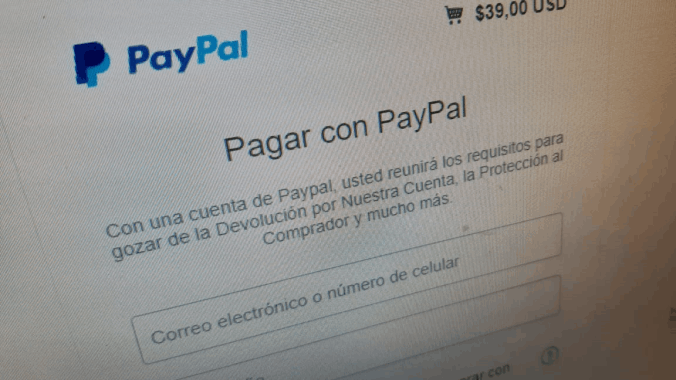 $39,00 USD
PayPal
Pagar con PayPal
Con una cuenta de Paypal, usted reunirá los requisitos para
gozar de la Devolución por Nuestra Cuenta, la Protección al
Comprador y mucho más.
Correo electrónico o número de celular
con